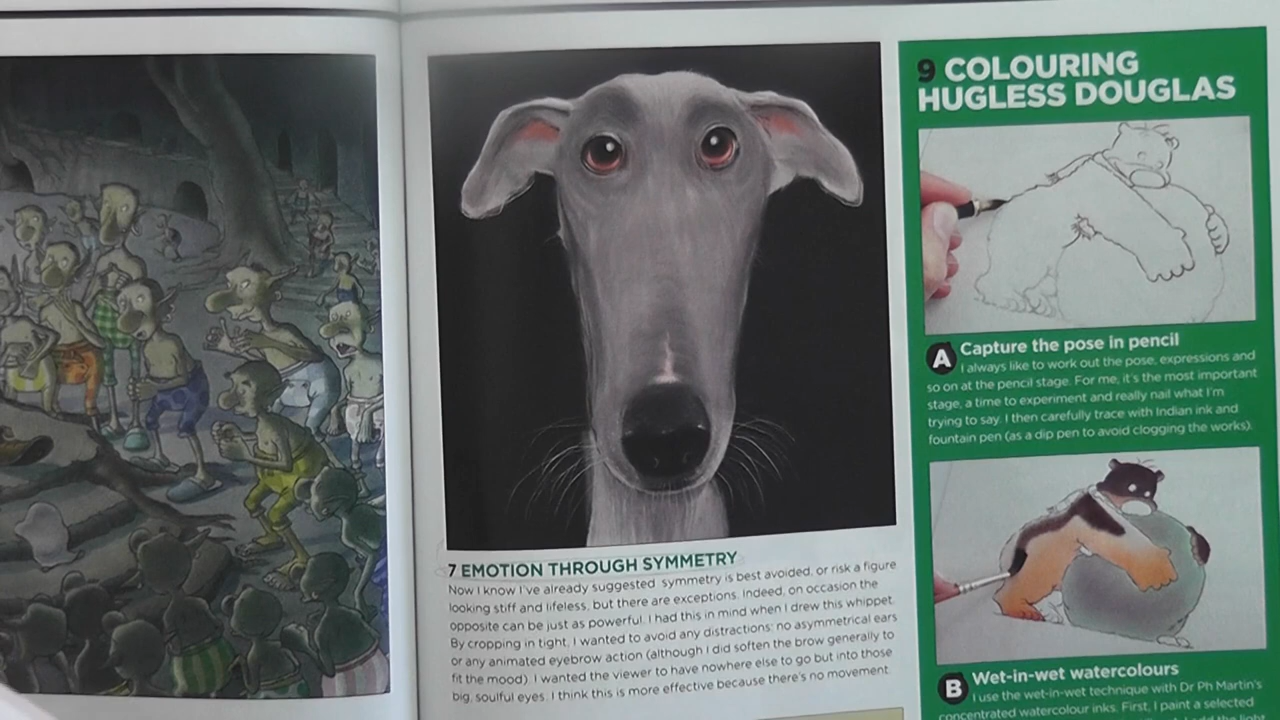 7 EMOTION THROUGH SYMMETRY
Now I know I've already suggested symmetry is best avoided, or risk a figure
looking stiff and lifeless, but there are exceptions. Indeed, on occasion the
opposite can be just as powerful. I had this in mind when I drew this whippet.
By cropping in tight, I wanted to avoid any distractions: no asymmetrical ears
or any animated eyebrow action (although I did soften the brow generally to
fit the mood). I wanted the viewer to have nowhere else to go but into those
big, soulful eyes. I think this is more effective because there's no movement.
9 COLOURING
HUGLESS DOUGLAS
A Capture the pose in pencil
I always like to work out the pose, expressions and
so on at the pencil stage. For me, it's the most important
stage, a time to experiment and really nail what I'm
trying to say. I then carefully trace with Indian ink and
fountain pen (as a dip pen to avoid clogging the works).
B Wet-in-wet watercolours
I use the wet-in-wet technique with Dr Ph Martin's
concentrated watercolour inks. First, I paint a selected
the light